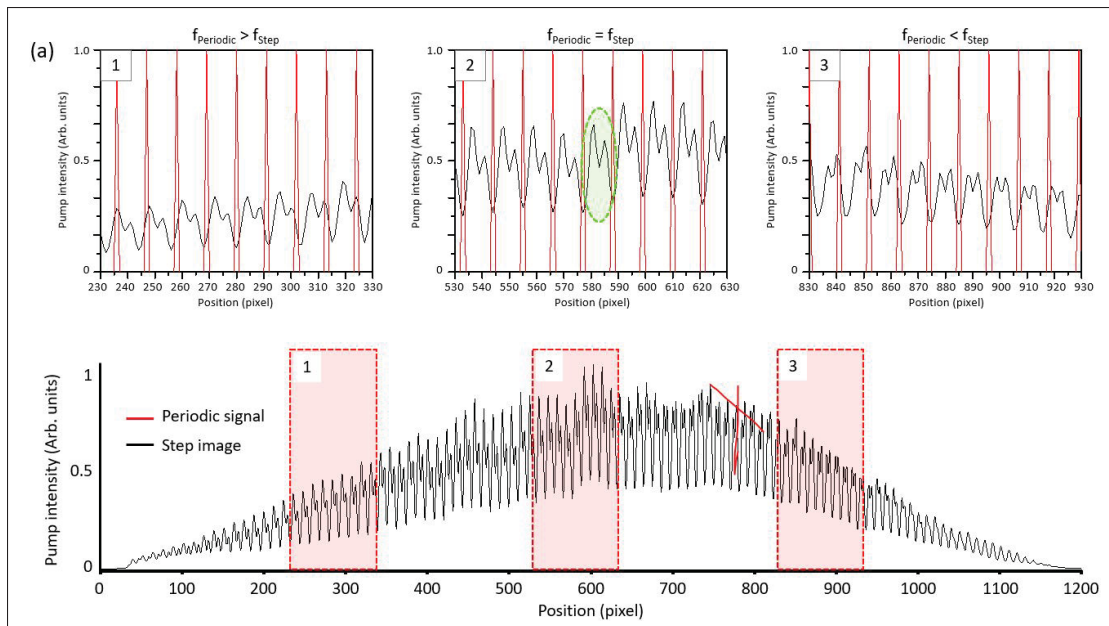 (a)
f_Periodic > f_Step
1
Pump intensity (Arb. units)
1.0
0.5
0
230 240 250 260 270 280 290 300 310 320 330
Position (pixel)
f_Periodic = f_Step
2
Pump intensity (Arb. units)
1.0
0.5
0
530 540 550 560 570 580 590 600 610 620 630
Position (pixel)
f_Periodic < f_Step
3
Pump intensity (Arb. units)
1.0
0.5
0
830 840 850 860 870 880 890 900 910 920 930
Position (pixel)
Pump intensity (Arb. units)
1
0.5
0
1
2
3
Periodic signal
Step image
0 100 200 300 400 500 600 700 800 900 1000 1100 1200
Position (pixel)